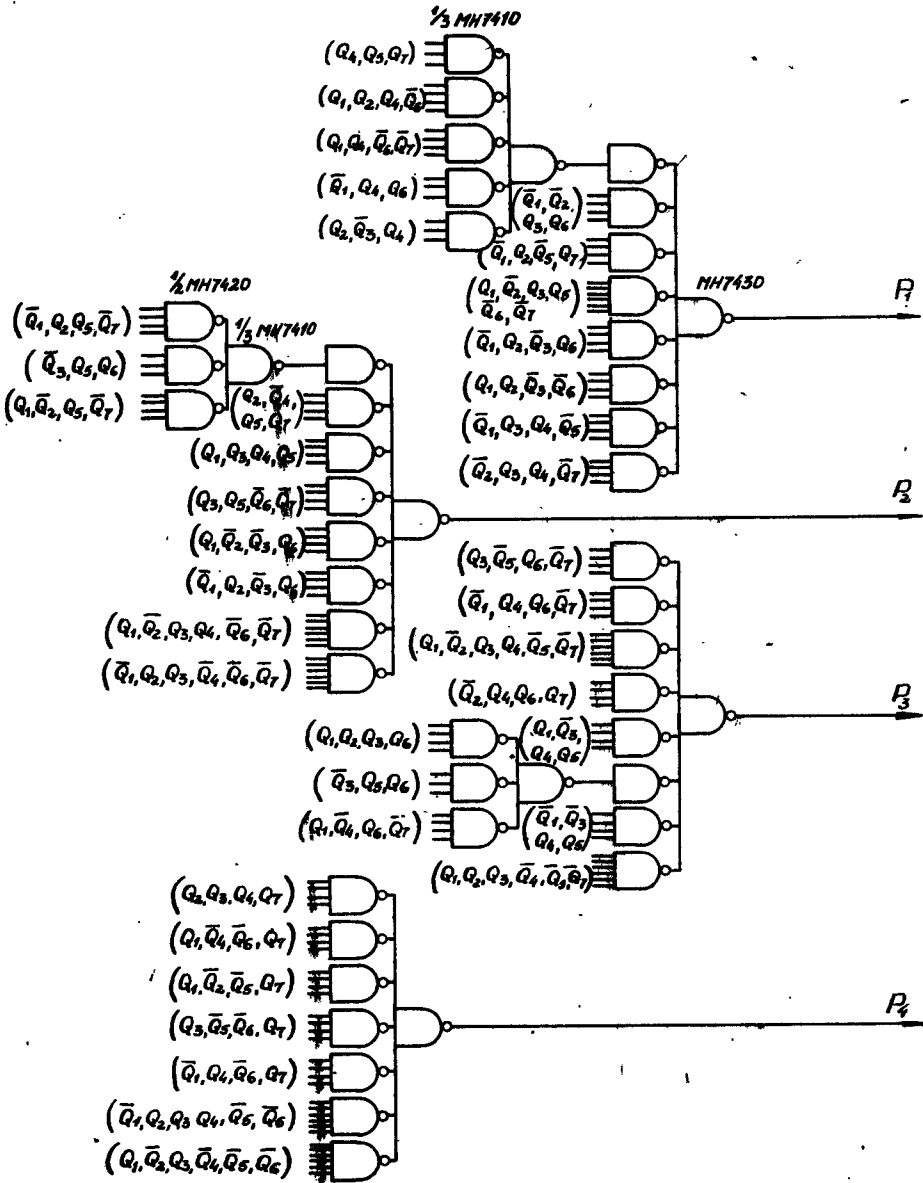 1/3 MH7410
(Q4, Q5, Q7)
(Q1, Q2, Q4, Q̅6)
(Q1, Q4, Q̅6, Q̅7)
(Q̅1, Q4, Q6)
(Q2, Q̅3, Q4)
(Q̅1, Q̅2,
Q3, Q6)
(Q̅1, Q2, Q̅5, Q7)
(Q1, Q̅2, Q3, Q5
Q̅6, Q̅7)
MH7430
P1
(Q̅1, Q2, Q̅3, Q6)
(Q1, Q2, Q̅3, Q̅6)
(Q̅1, Q3, Q4, Q̅5)
(Q̅2, Q3, Q4, Q̅7)
1/2 MH7420
1/3 MH7410
(Q̅1, Q2, Q5, Q̅7)
(Q̅3, Q5, Q6)
(Q1, Q̅2, Q5, Q̅7)
(Q2, Q̅4,
Q5, Q7)
(Q1, Q3, Q4, Q5)
(Q3, Q5, Q̅6, Q̅7)
(Q1, Q̅2, Q̅3, Q6)
(Q̅1, Q2, Q̅3, Q6)
(Q1, Q̅2, Q3, Q4, Q̅6, Q̅7)
(Q̅1, Q2, Q3, Q̅4, Q̅6, Q̅7)
P2
(Q3, Q̅5, Q6, Q̅7)
(Q̅1, Q4, Q6, Q̅7)
(Q1, Q̅2, Q3, Q4, Q̅5, Q̅7)
(Q̅2, Q4, Q6, Q7)
P3
(Q1, Q̅3,
Q4, Q5)
(Q1, Q2, Q3, Q6)
(Q̅3, Q5, Q6)
(Q1, Q̅4, Q6, Q̅7)
(Q̅1, Q̅3
Q4, Q5)
(Q1, Q2, Q3, Q̅4, Q̅5, Q̅7)
(Q2, Q3, Q4, Q7)
(Q1, Q̅4, Q̅6, Q7)
(Q1, Q̅2, Q̅5, Q7)
(Q3, Q̅5, Q̅6, Q7)
P4
(Q̅1, Q4, Q̅6, Q7)
(Q̅1, Q2, Q3 Q4, Q̅5, Q̅6)
(Q1, Q̅2, Q3, Q̅4, Q̅5, Q̅6)